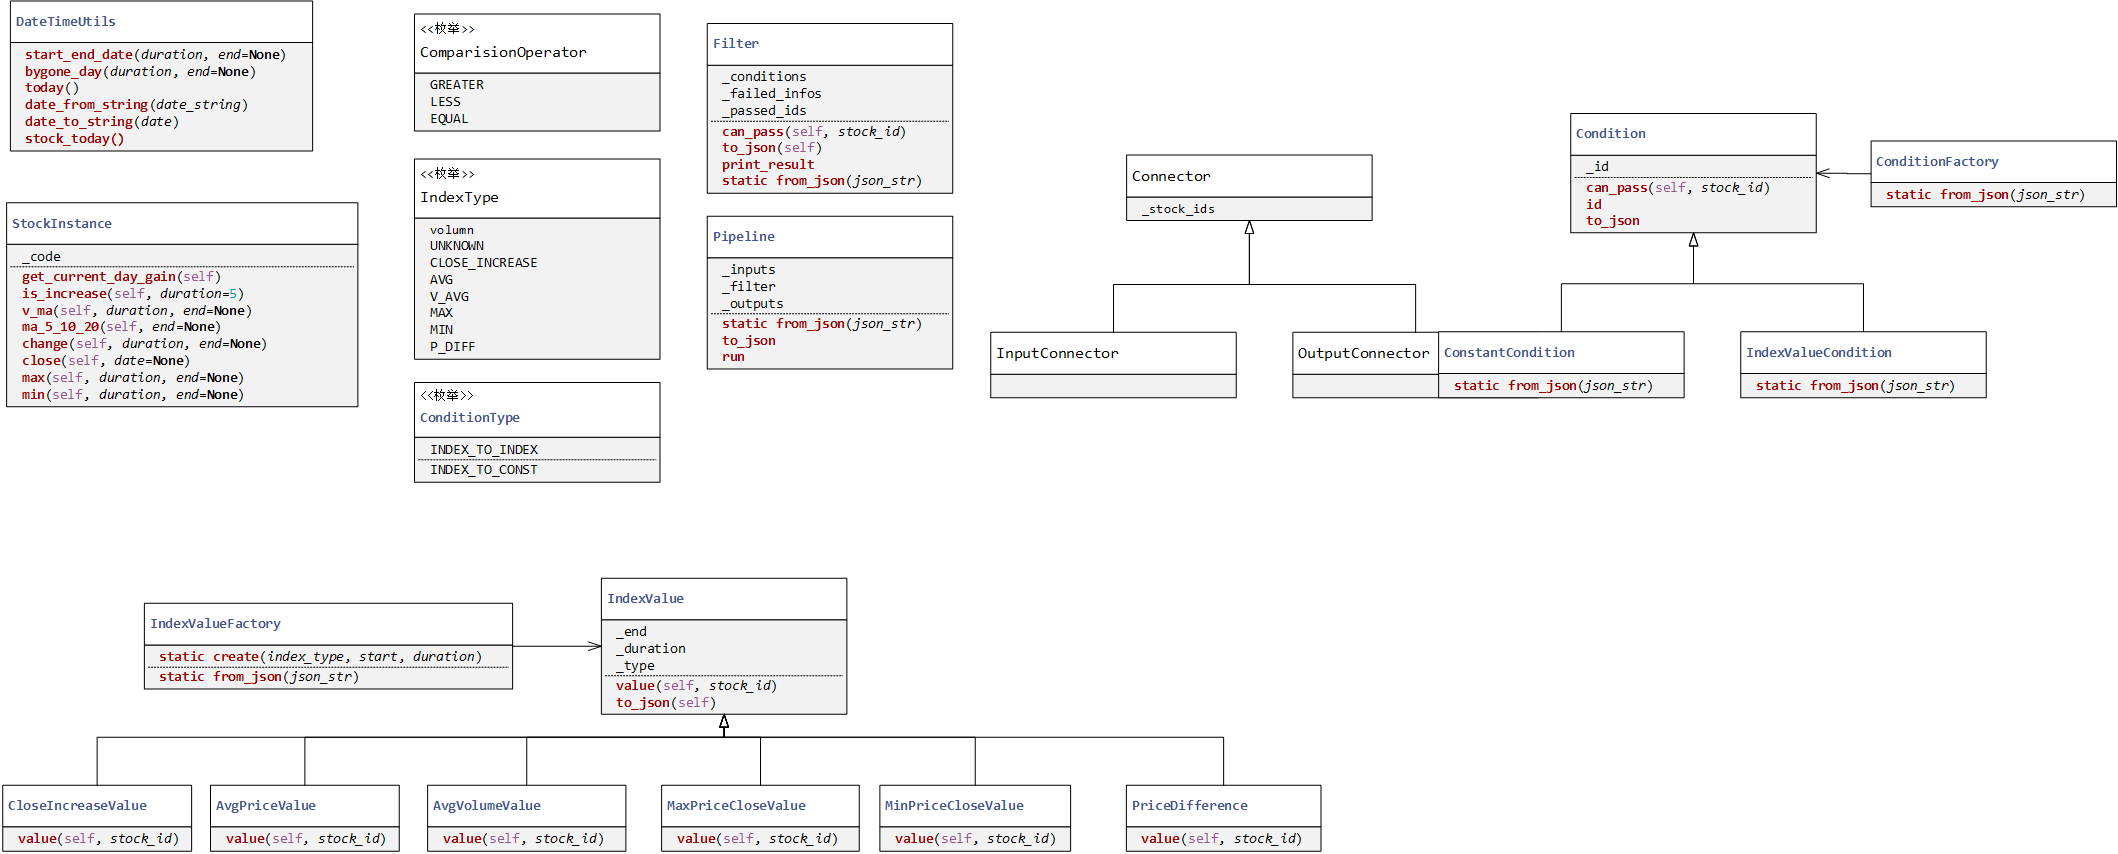 DateTimeUtils
start_end_date(duration, end=None)
bygone_day(duration, end=None)
today()
date_from_string(date_string)
date_to_string(date)
stock_today()
StockInstance
_code
get_current_day_gain(self)
is_increase(self, duration=5)
v_ma(self, duration, end=None)
ma_5_10_20(self, end=None)
change(self, duration, end=None)
close(self, date=None)
max(self, duration, end=None)
min(self, duration, end=None)
<<枚举>>
ComparisionOperator
GREATER
LESS
EQUAL
<<枚举>>
IndexType
volumn
UNKNOWN
CLOSE_INCREASE
AVG
V_AVG
MAX
MIN
P_DIFF
<<枚举>>
ConditionType
INDEX_TO_INDEX
INDEX_TO_CONST
Filter
_conditions
_failed_infos
_passed_ids
can_pass(self, stock_id)
to_json(self)
print_result
static from_json(json_str)
Pipeline
_inputs
_filter
_outputs
static from_json(json_str)
to_json
run
Connector
_stock_ids
InputConnector
OutputConnector
Condition
_id
can_pass(self, stock_id)
id
to_json
ConditionFactory
static from_json(json_str)
ConstantCondition
static from_json(json_str)
IndexValueCondition
static from_json(json_str)
IndexValueFactory
static create(index_type, start, duration)
static from_json(json_str)
IndexValue
_end
_duration
_type
value(self, stock_id)
to_json(self)
CloseIncreaseValue
value(self, stock_id)
AvgPriceValue
value(self, stock_id)
AvgVolumeValue
value(self, stock_id)
MaxPriceCloseValue
value(self, stock_id)
MinPriceCloseValue
value(self, stock_id)
PriceDifference
value(self, stock_id)